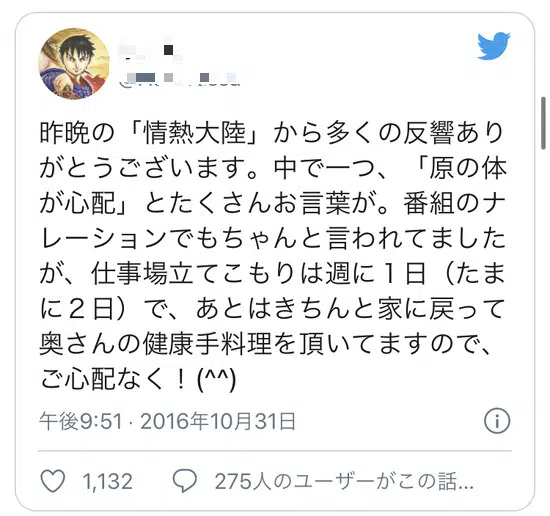 昨晩の「情熱大陸」から多くの反響あり
がとうございます。中で一つ、「原の体
が心配」とたくさんお言葉が。番組のナ
レーションでもちゃんと言われてました
が、仕事場立てこもりは週に１日（たま
に２日）で、あとはきちんと家に戻って
奥さんの健康手料理を頂いてますので、
ご心配なく！(^^)
午後9:51 · 2016年10月31日
1,132 275人のユーザーがこの話...